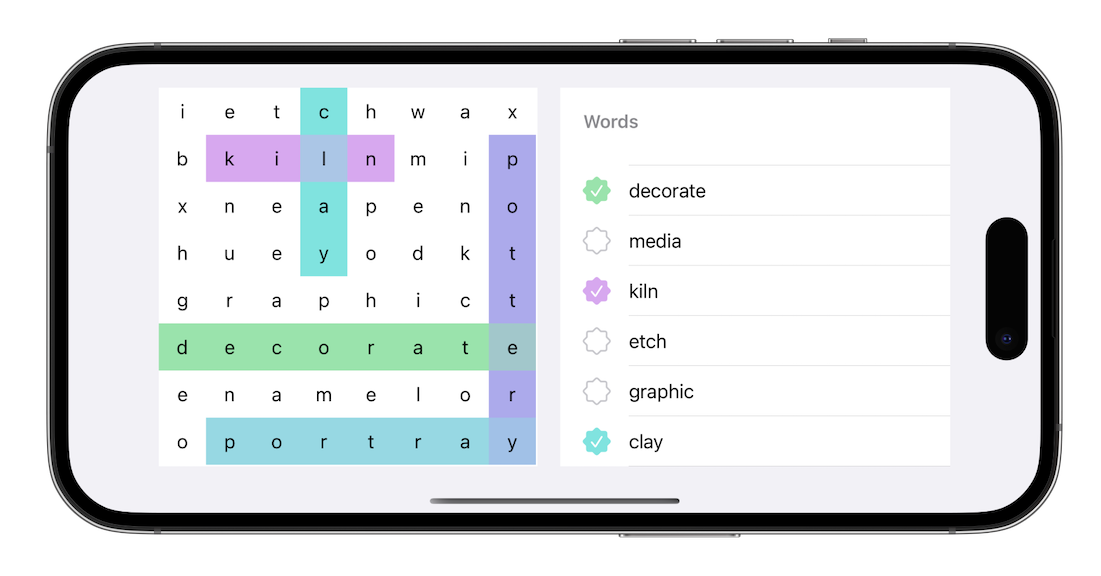 i e t c h w a x
b k i l n m i p
x n e a p e n o
h u e y o d k t
g r a p h i c t
d e c o r a t e
e n a m e l o r
o p o r t r a y
Words
decorate
media
kiln
etch
graphic
clay